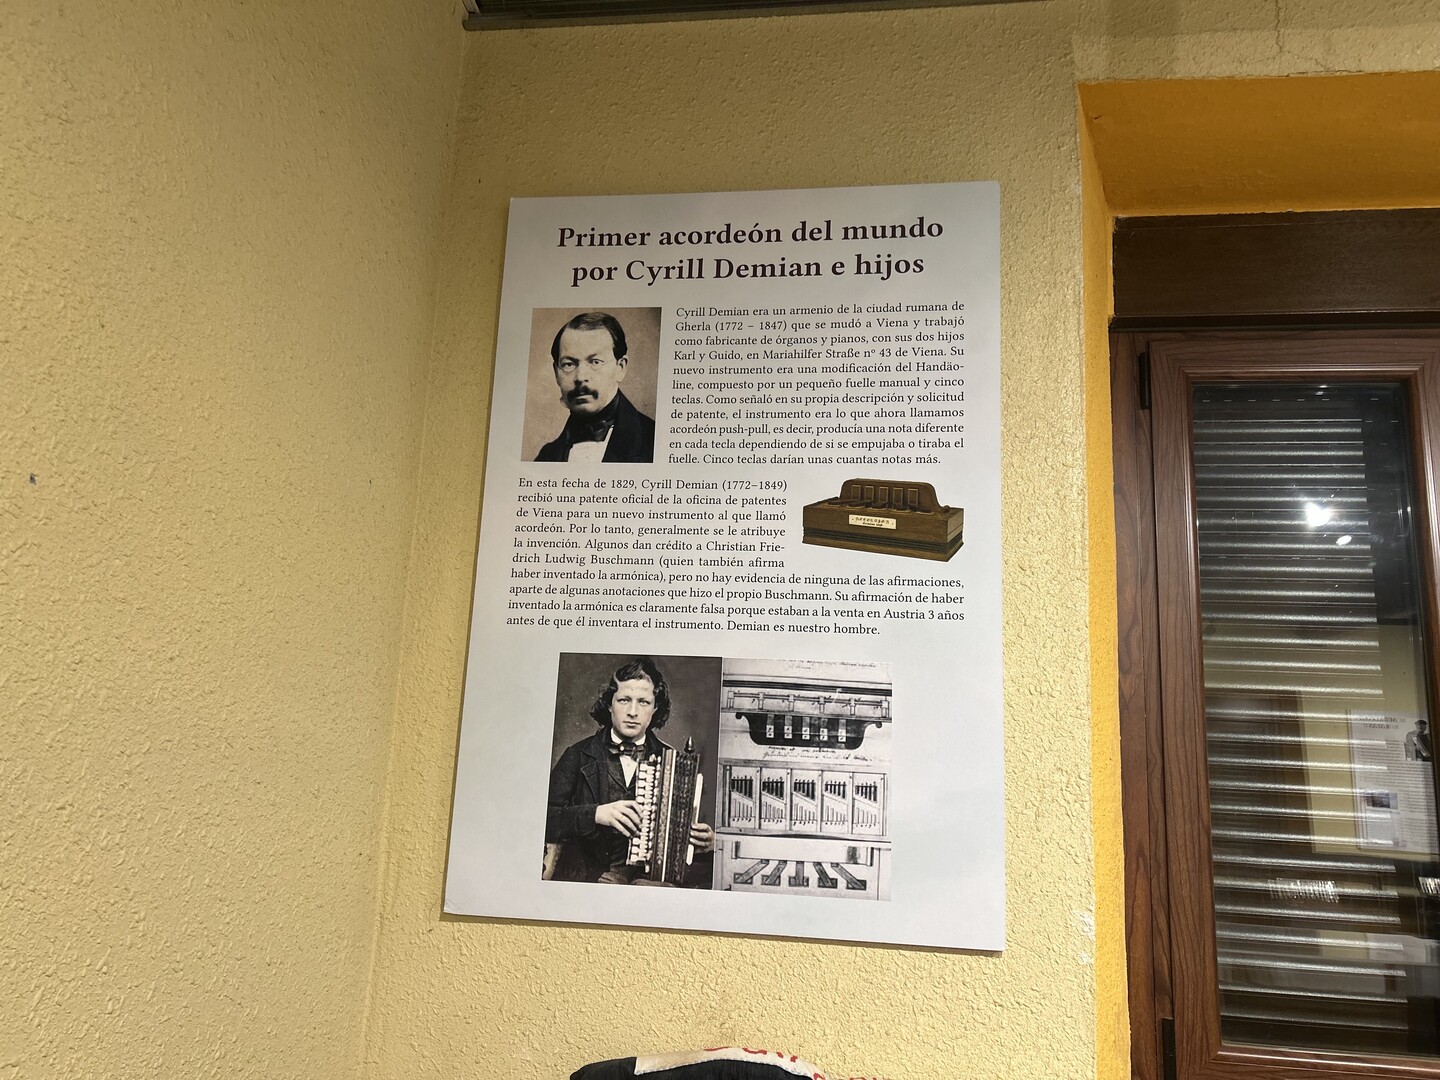 Primer acordeón del mundo
por Cyrill Demian e hijos
Cyrill Demian era un armenio de la ciudad rumana de
Gherla (1772 – 1847) que se mudó a Viena y trabajó
como fabricante de órganos y pianos, con sus dos hijos
Karl y Guido, en Mariahilfer Straße nº 43 de Viena. Su
nuevo instrumento era una modificación del Handäo-
line, compuesto por un pequeño fuelle manual y cinco
teclas. Como señaló en su propia descripción y solicitud
de patente, el instrumento era lo que ahora llamamos
acordeón push-pull, es decir, producía una nota diferente
en cada tecla dependiendo de si se empujaba o tiraba el
fuelle. Cinco teclas darían unas cuantas notas más.
En esta fecha de 1829, Cyrill Demian (1772–1849)
recibió una patente oficial de la oficina de patentes
de Viena para un nuevo instrumento al que llamó
acordeón. Por lo tanto, generalmente se le atribuye
la invención. Algunos dan crédito a Christian Frie-
drich Ludwig Buschmann (quien también afirma
haber inventado la armónica), pero no hay evidencia de ninguna de las afirmaciones,
aparte de algunas anotaciones que hizo el propio Buschmann. Su afirmación de haber
inventado la armónica es claramente falsa porque estaban a la venta en Austria 3 años
antes de que él inventara el instrumento. Demian es nuestro hombre.